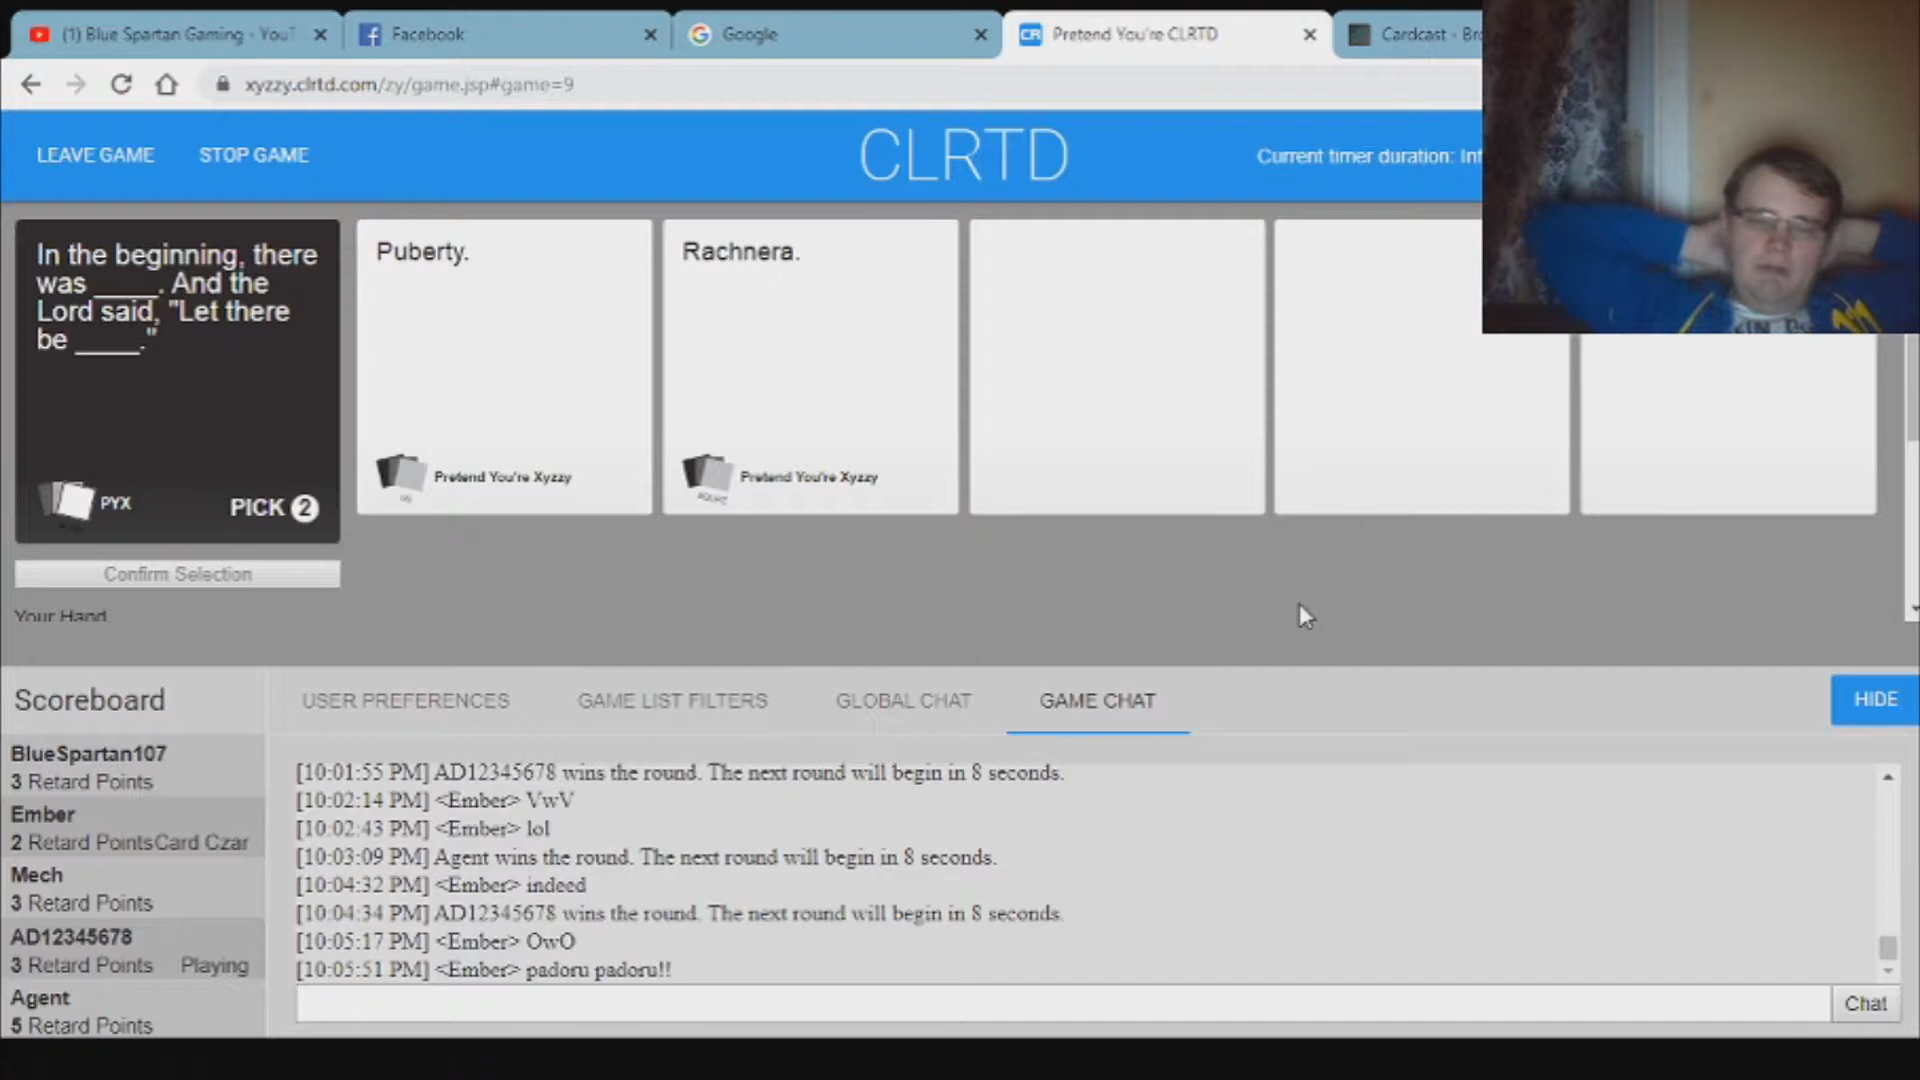 (1) Blue Spartan Gaming - YouT
Facebook
Google
Pretend You're CLRTD
Cardcast - Bro
xyzzy.clrtd.com/zy/game.jsp#game=9
LEAVE GAME
STOP GAME
CLRTD
Current timer duration: Inf
In the beginning, there
was ____. And the
Lord said, "Let there
be ____."
PYX
PICK 2
Puberty.
Pretend You're Xyzzy
Rachnera.
Pretend You're Xyzzy
Confirm Selection
Your Hand
Scoreboard
USER PREFERENCES
GAME LIST FILTERS
GLOBAL CHAT
GAME CHAT
HIDE
BlueSpartan107
3 Retard Points
Ember
2 Retard PointsCard Czar
Mech
3 Retard Points
AD12345678
3 Retard Points Playing
Agent
5 Retard Points
[10:01:55 PM] AD12345678 wins the round. The next round will begin in 8 seconds.
[10:02:14 PM] <Ember> VwV
[10:02:43 PM] <Ember> lol
[10:03:09 PM] Agent wins the round. The next round will begin in 8 seconds.
[10:04:32 PM] <Ember> indeed
[10:04:34 PM] AD12345678 wins the round. The next round will begin in 8 seconds.
[10:05:17 PM] <Ember> OwO
[10:05:51 PM] <Ember> padoru padoru!!
Chat